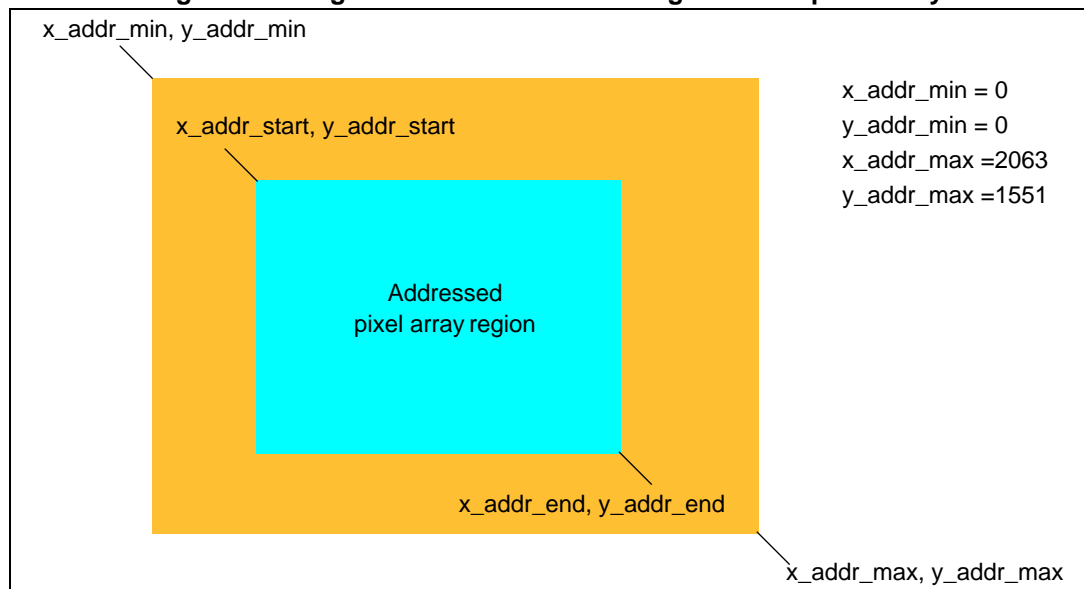 x_addr_min, y_addr_min
x_addr_min = 0
y_addr_min = 0
x_addr_max =2063
y_addr_max =1551
x_addr_start, y_addr_start
Addressed
pixel array region
x_addr_end, y_addr_end
x_addr_max, y_addr_max